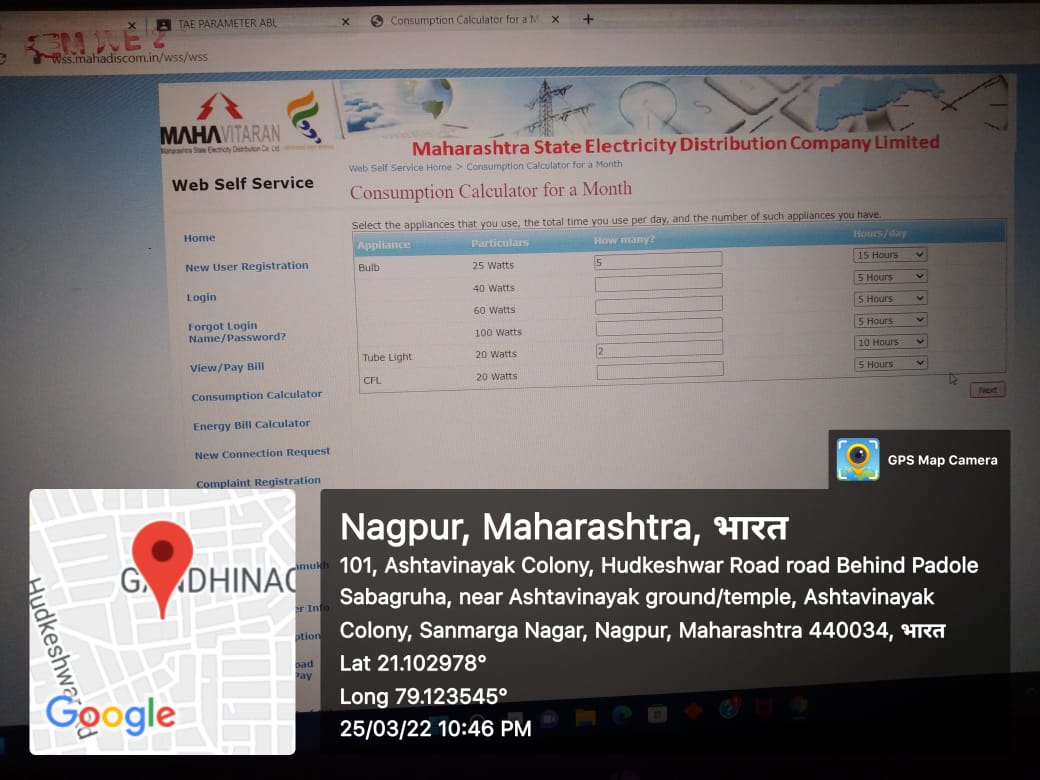 TAE PARAMETER ABL
Consumption Calculator for a M
wss.mahadiscom.in/wss/wss
MAHAVITARAN
Maharashtra State Electricity Distribution Co. Ltd.
Maharashtra State Electricity Distribution Company Limited
Web Self Service Home > Consumption Calculator for a Month
Web Self Service
Consumption Calculator for a Month
Select the appliances that you use, the total time you use per day, and the number of such appliances you have.
Appliance Particulars How many? Hours/day
Bulb 25 Watts 5 15 Hours
40 Watts 5 Hours
60 Watts 5 Hours
100 Watts 5 Hours
Tube Light 20 Watts 2 10 Hours
CFL 20 Watts 5 Hours
Next
Home
New User Registration
Login
Forgot Login
Name/Password?
View/Pay Bill
Consumption Calculator
Energy Bill Calculator
New Connection Request
Complaint Registration
GPS Map Camera
Hudkeshwar Rd
Google
Nagpur, Maharashtra, भारत
101, Ashtavinayak Colony, Hudkeshwar Road road Behind Padole
Sabagruha, near Ashtavinayak ground/temple, Ashtavinayak
Colony, Sanmarga Nagar, Nagpur, Maharashtra 440034, भारत
Lat 21.102978°
Long 79.123545°
25/03/22 10:46 PM